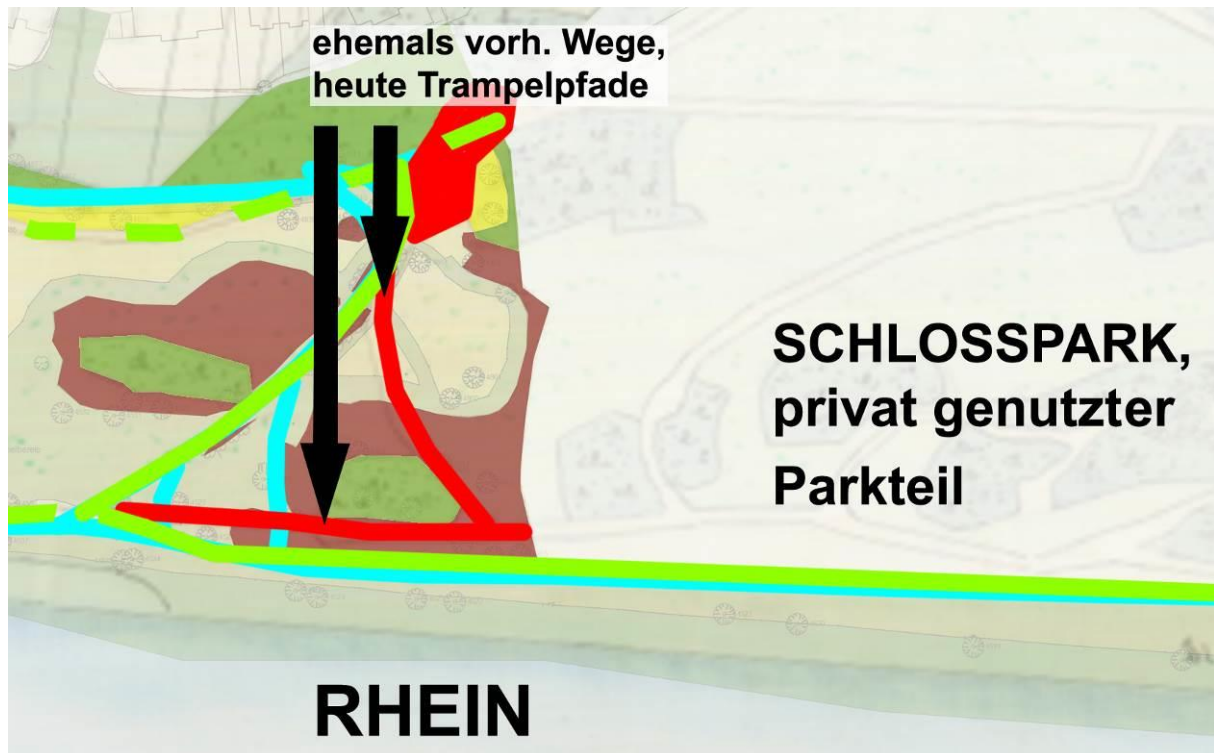 ehemals vorh. Wege,
heute Trampelpfade
SCHLOSSPARK,
privat genutzter
Parkteil
RHEIN